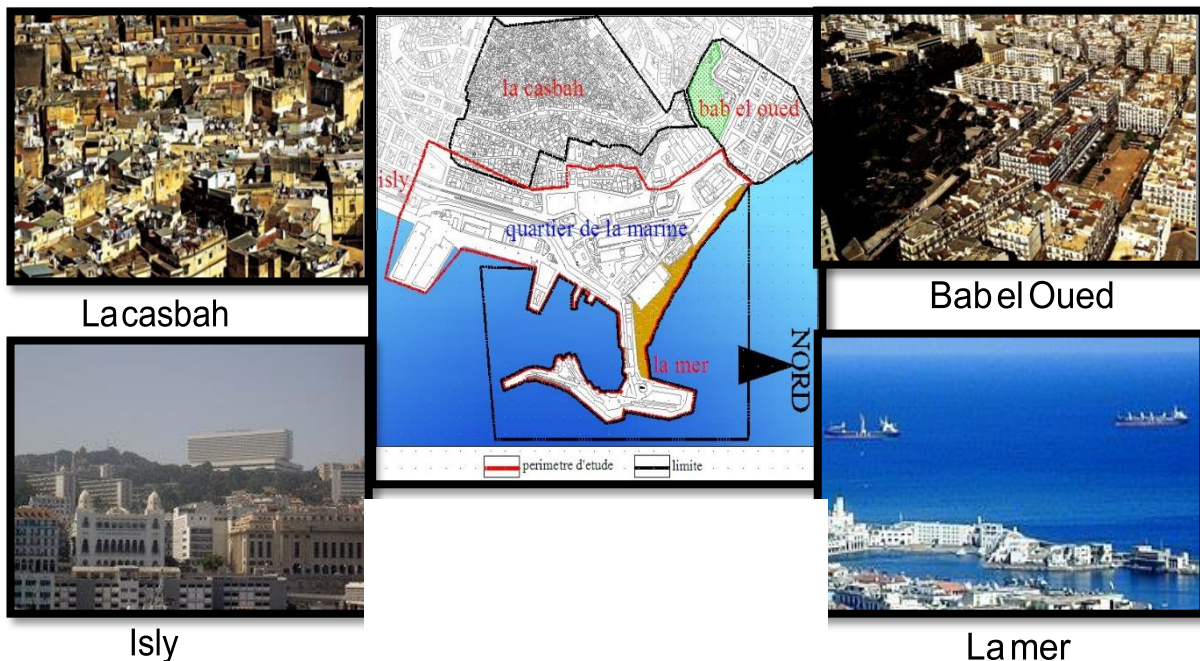 la casbah
bab el oued
isly
quartier de la marine
la mer
NORD
perimetre d'etude
limite
La casbah
Bab el Oued
Isly
La mer